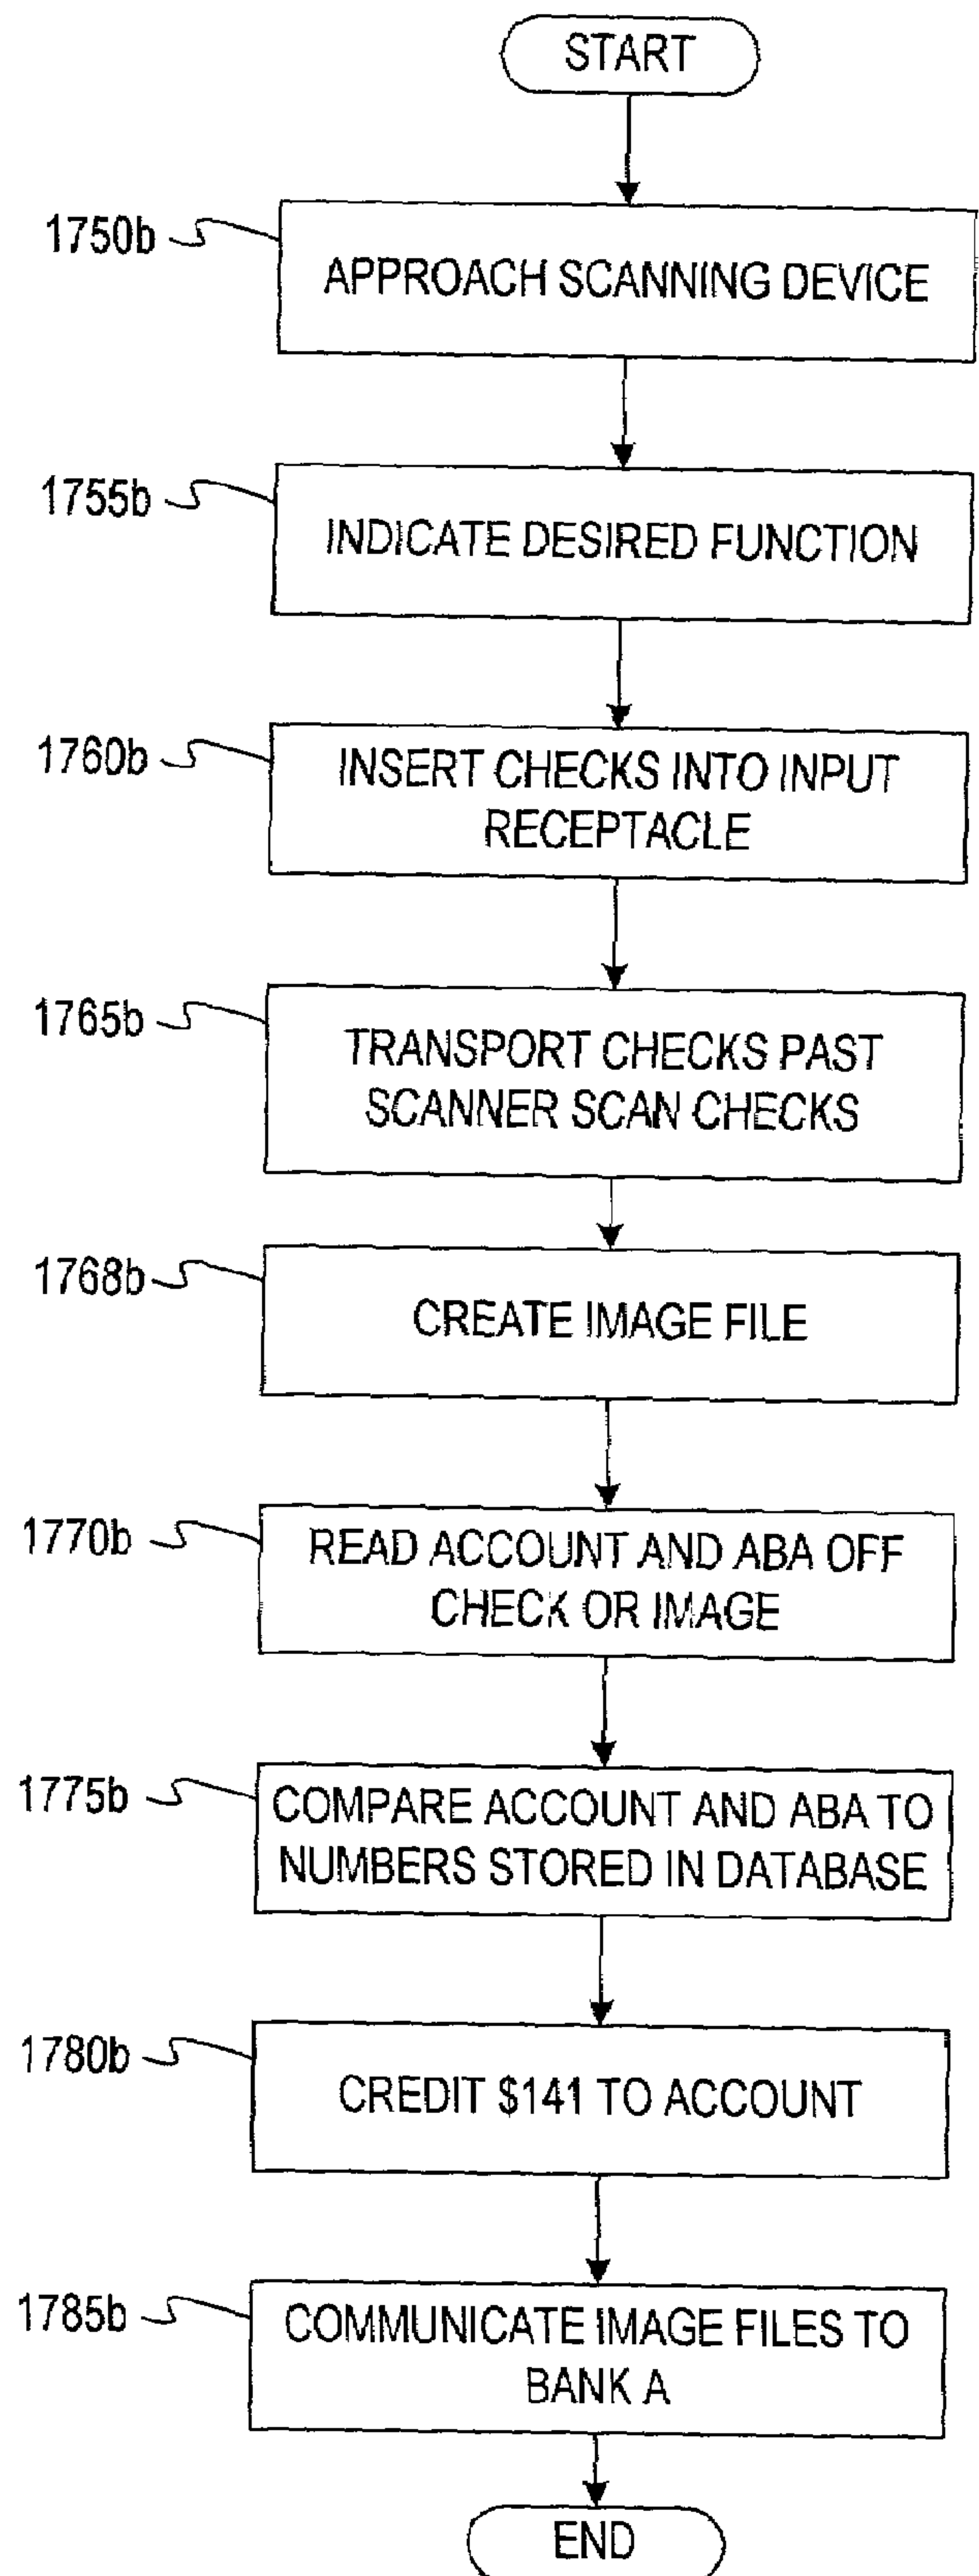 START
1750b
APPROACH SCANNING DEVICE
1755b
INDICATE DESIRED FUNCTION
1760b
INSERT CHECKS INTO INPUT
RECEPTACLE
1765b
TRANSPORT CHECKS PAST
SCANNER SCAN CHECKS
1768b
CREATE IMAGE FILE
1770b
READ ACCOUNT AND ABA OFF
CHECK OR IMAGE
1775b
COMPARE ACCOUNT AND ABA TO
NUMBERS STORED IN DATABASE
1780b
CREDIT $141 TO ACCOUNT
1785b
COMMUNICATE IMAGE FILES TO
BANK A
END